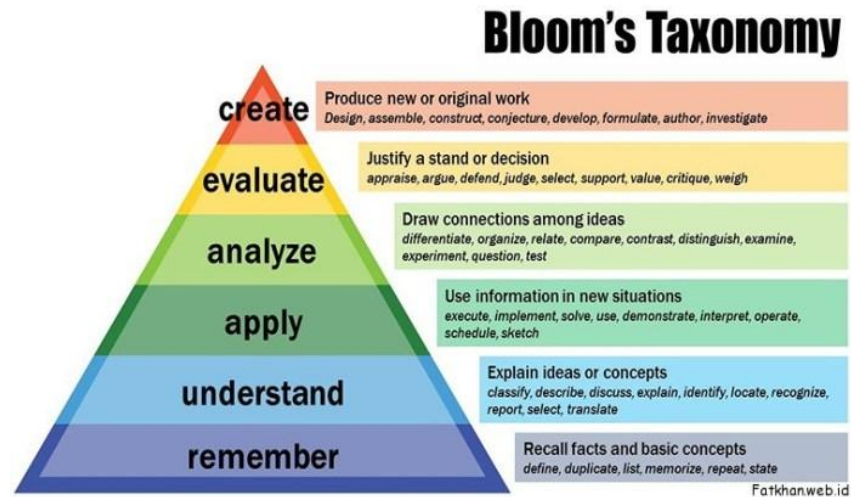 Bloom's Taxonomy
create
Produce new or original work
Design, assemble, construct, conjecture, develop, formulate, author, investigate
evaluate
Justify a stand or decision
appraise, argue, defend, judge, select, support, value, critique, weigh
analyze
Draw connections among ideas
differentiate, organize, relate, compare, contrast, distinguish, examine,
experiment, question, test
apply
Use information in new situations
execute, implement, solve, use, demonstrate, interpret, operate,
schedule, sketch
understand
Explain ideas or concepts
classify, describe, discuss, explain, identify, locate, recognize,
report, select, translate
remember
Recall facts and basic concepts
define, duplicate, list, memorize, repeat, state
Fatkhan.web.id